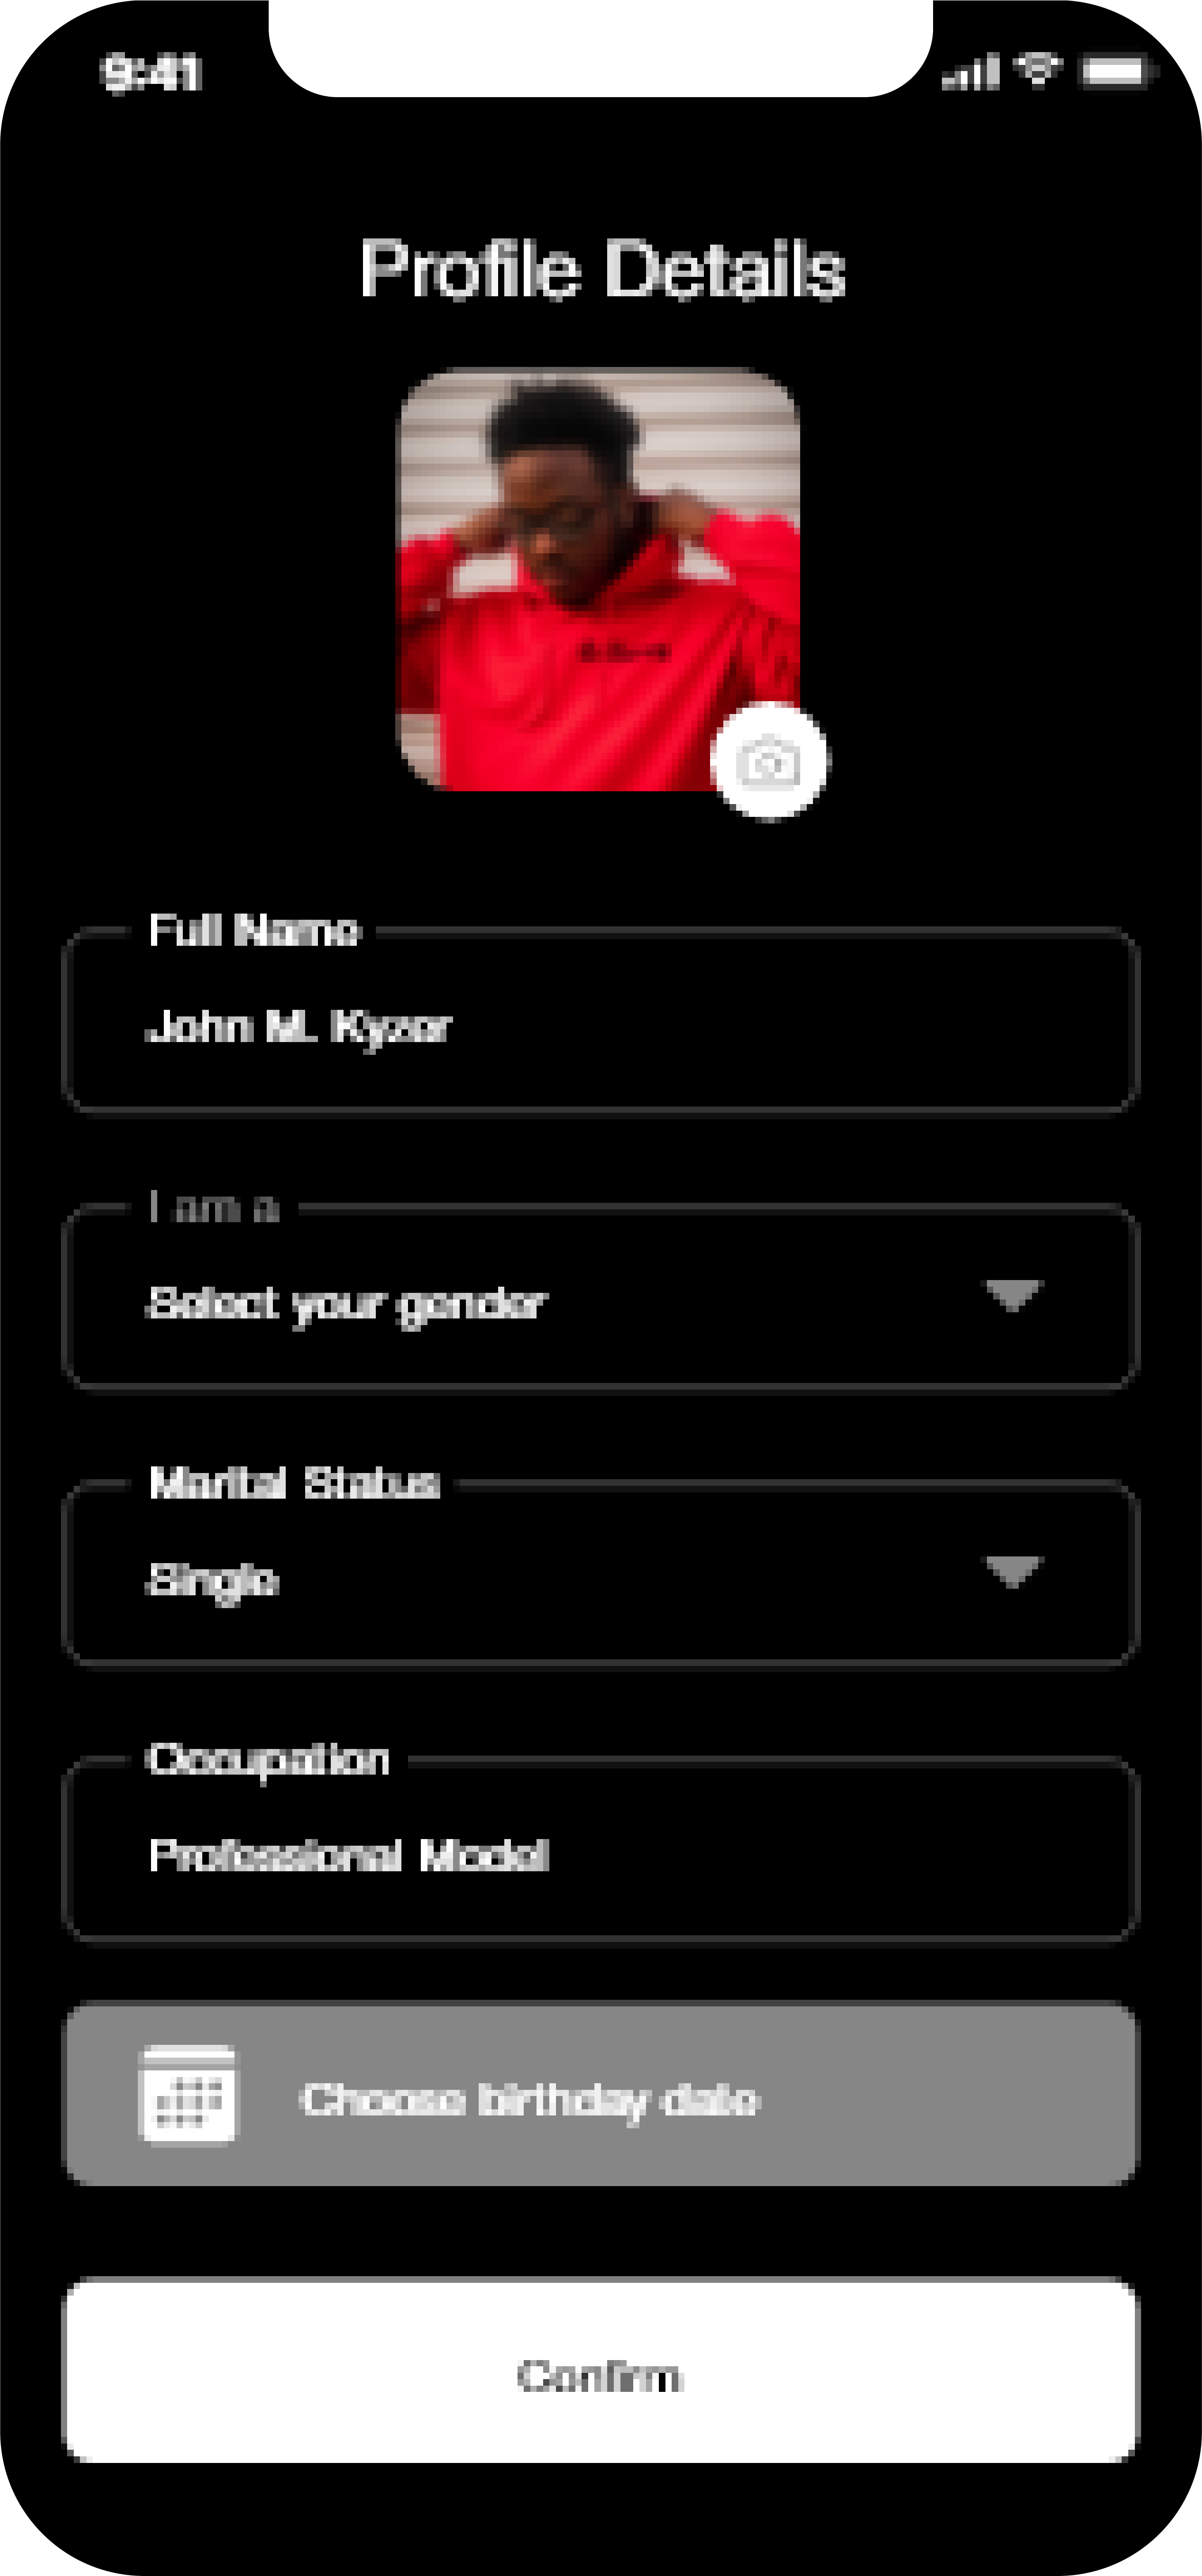 9:41
Profile Details
Full Name
John M. Kyzar
I am a
Select your gender
Marital Status
Single
Occupation
Professional Model
Choose birthday date
Confirm